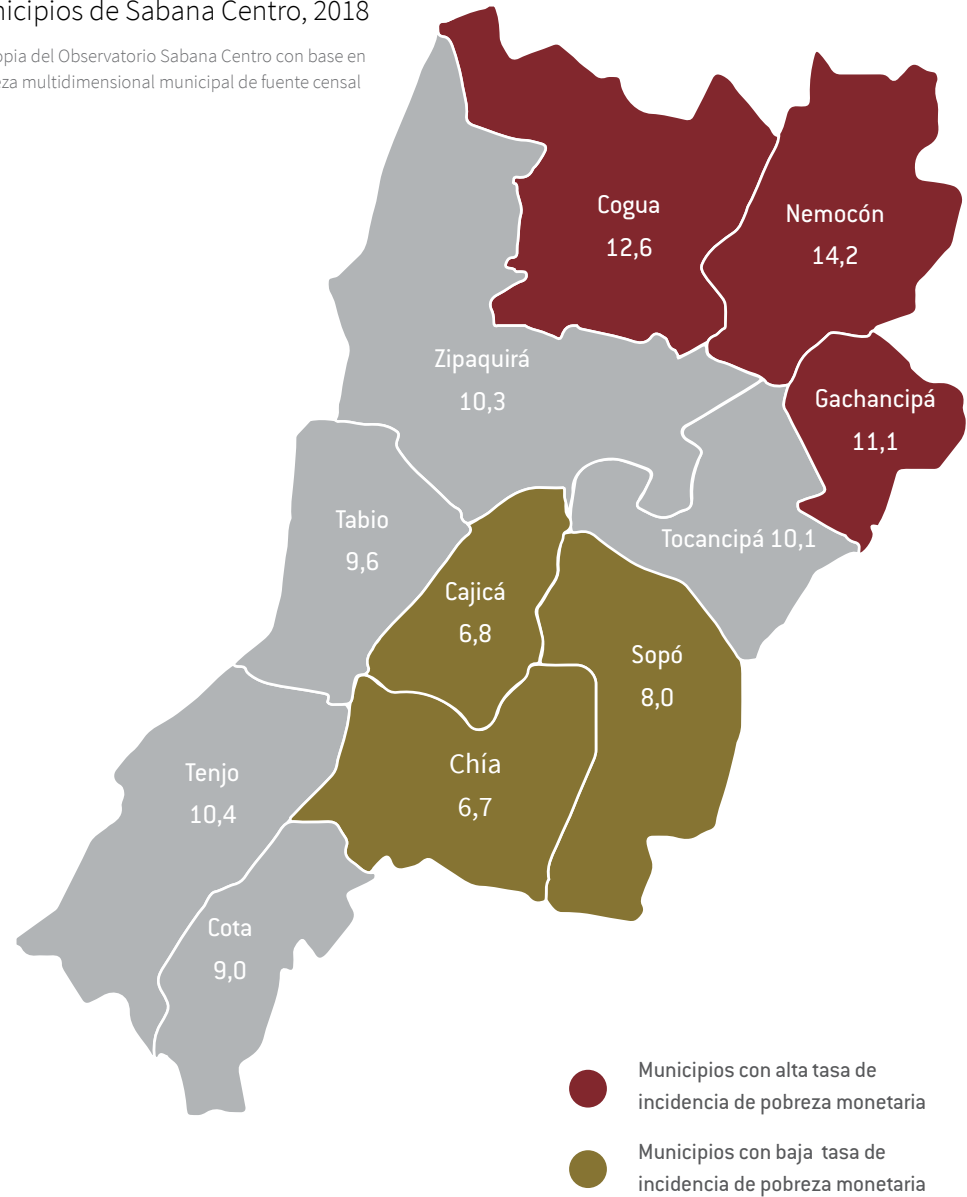 nicipios de Sabana Centro, 2018
opia del Observatorio Sabana Centro con base en
eza multidimensional municipal de fuente censal
Cogua
12,6
Nemocón
14,2
Zipaquirá
10,3
Gachancipá
11,1
Tabio
9,6
Tocancipá 10,1
Cajicá
6,8
Sopó
8,0
Chía
6,7
Tenjo
10,4
Cota
9,0
Municipios con alta tasa de
incidencia de pobreza monetaria
Municipios con baja tasa de
incidencia de pobreza monetaria